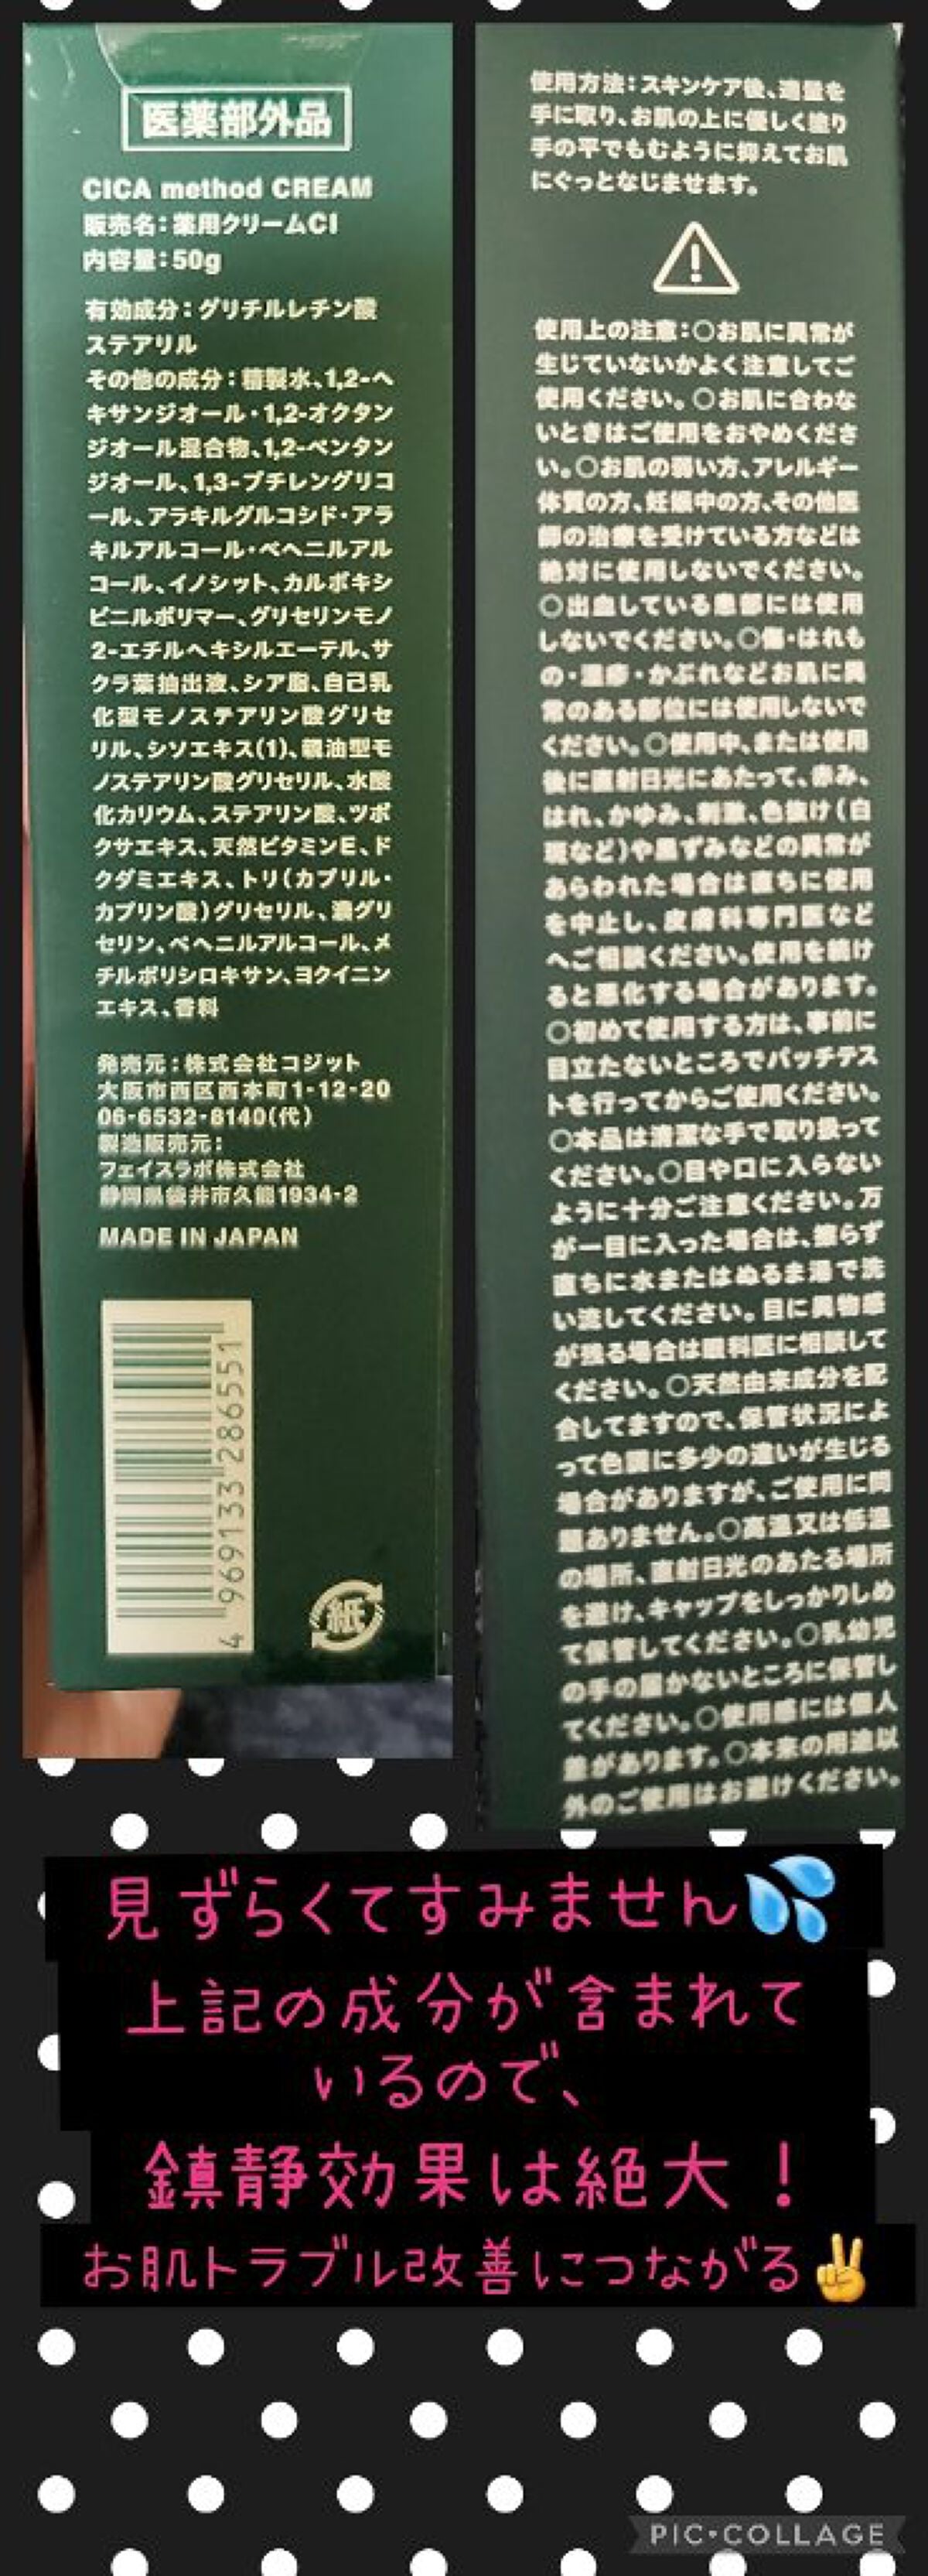 医薬部外品
CICA method CREAM
販売名：薬用クリームCI
内容量：50g
有効成分：グリチルレチン酸
ステアリル
その他の成分：精製水、1,2-ヘ
キサンジオール・1,2-オクタン
ジオール混合物、1,2-ペンタン
ジオール、1,3-ブチレングリコ
ール、アラキルグルコシド・アラ
キルアルコール・ベヘニルアル
コール、イノシット、カルボキシ
ビニルポリマー、グリセリンモノ
2-エチルヘキシルエーテル、サ
クラ葉抽出液、シア脂、自己乳
化型モノステアリン酸グリセ
リル、シソエキス(1)、親油型モ
ノステアリン酸グリセリル、水酸
化カリウム、ステアリン酸、ツボ
クサエキス、天然ビタミンE、ド
クダミエキス、トリ(カプリル・
カプリン酸)グリセリル、濃グリ
セリン、ベヘニルアルコール、メ
チルポリシロキサン、ヨクイニン
エキス、香料
発売元：株式会社コジット
大阪市西区西本町1-12-20
06-6532-8140(代)
製造販売元：
フェイスラボ株式会社
静岡県袋井市久能1934-2
MADE IN JAPAN
4 969133 286551
紙
使用方法：スキンケア後、適量を
手に取り、お肌の上に優しく塗り
手の平でもむように抑えてお肌
にぐっとなじませます。
使用上の注意：○お肌に異常が
生じていないかよく注意してご
使用ください。○お肌に合わな
いときはご使用をおやめくださ
い。○お肌の弱い方、アレルギー
体質の方、妊娠中の方、その他医
師の治療を受けている方などは
絶対に使用しないでください。
○出血している患部には使用
しないでください。○傷・はれも
の・湿疹・かぶれなどお肌に異
常のある部位には使用しないで
ください。○使用中、または使用
後に直射日光にあたって、赤み、
はれ、かゆみ、刺激、色抜け(白
斑など)や黒ずみなどの異常が
あらわれた場合は直ちに使用
を中止し、皮膚科専門医など
へご相談ください。使用を続け
ると悪化する場合があります。
○初めて使用する方は、事前に
目立たないところでパッチテス
トを行ってからご使用ください。
○本品は清潔な手で取り扱って
ください。○目や口に入らない
ように十分ご注意ください。万
が一目に入った場合は、擦らず
直ちに水またはぬるま湯で洗
い流してください。目に異物感
が残る場合は眼科医に相談して
ください。○天然由来成分を配
合してますので、保管状況によ
って色調に多少の違いが生じる
場合がありますが、ご使用に問
題ありません。○高温又は低温
の場所、直射日光のあたる場所
を避け、キャップをしっかりしめ
て保管してください。○乳幼児
の手の届かないところに保管し
てください。○使用感には個人
差があります。○本来の用途以
外のご使用はお避けください。
見ずらくてすみません💦
上記の成分が含まれて
いるので、
鎮静効果は絶大！
お肌トラブル改善につながる✌
PIC•COLLAGE